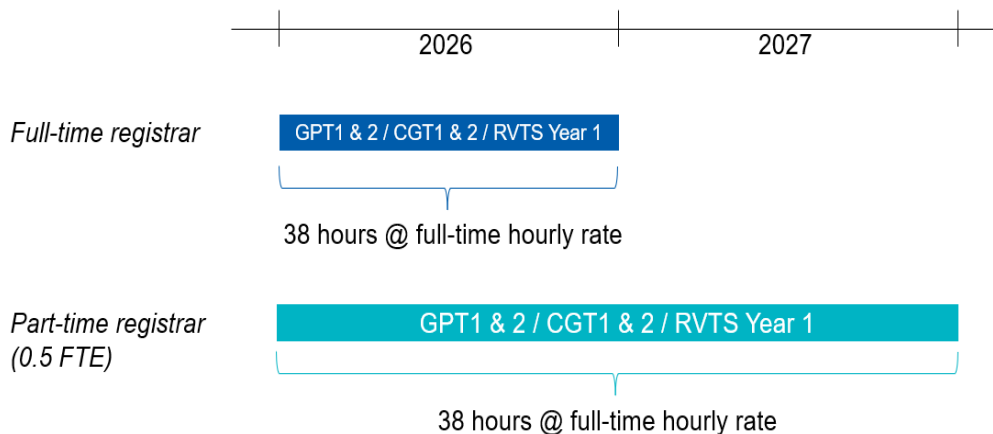 2026
2027
Full-time registrar
GPT1 & 2 / CGT1 & 2 / RVTS Year 1
38 hours @ full-time hourly rate
Part-time registrar
(0.5 FTE)
GPT1 & 2 / CGT1 & 2 / RVTS Year 1
38 hours @ full-time hourly rate